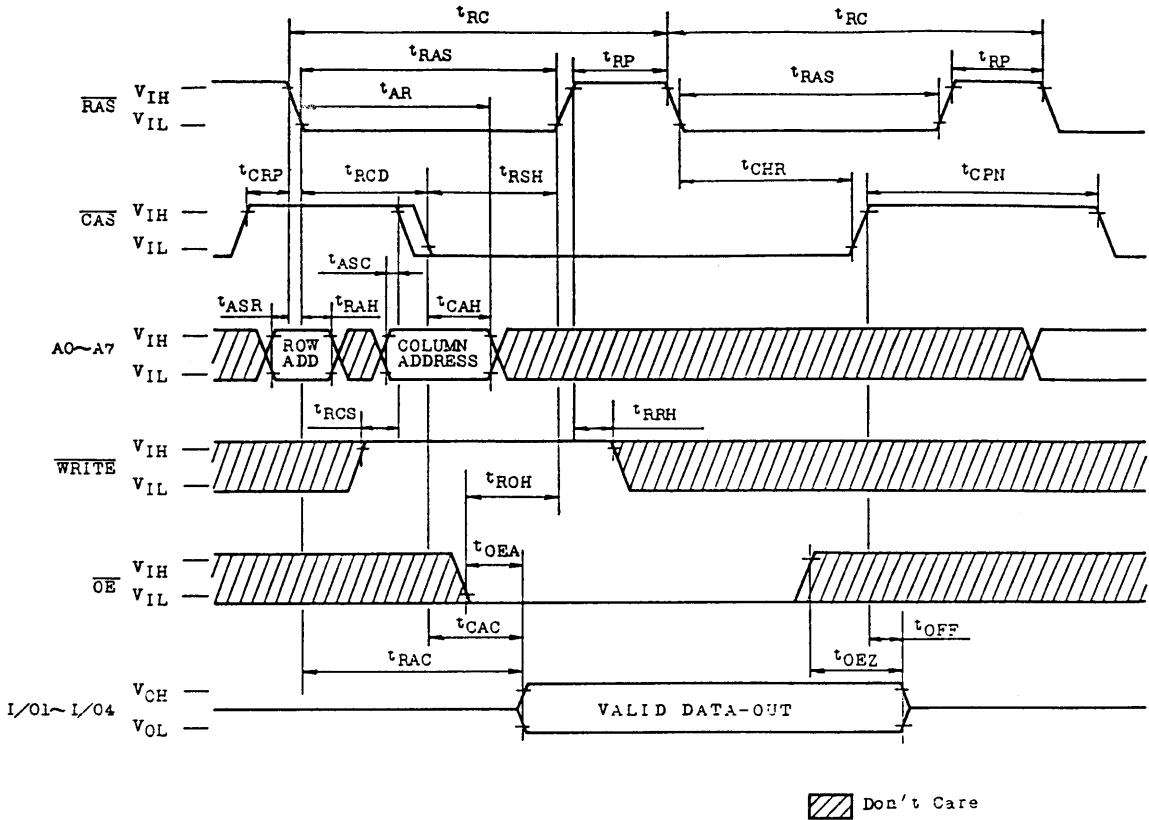 tRC tRC
tRAS tRP tRAS tRP
tAR
RAS VIH
VIL
tCRP tRCD tRSH tCHR tCPN
CAS VIH
VIL
tASC
tASR tRAH tCAH
A0~A7 VIH
VIL
ROW ADD
COLUMN ADDRESS
tRCS tRRH
WRITE VIH
VIL
tROH
tOEA
OE VIH
VIL
tCAC tOFF
tRAC tOEZ
I/O1~I/O4 VOH
VOL
VALID DATA-OUT
Don't Care